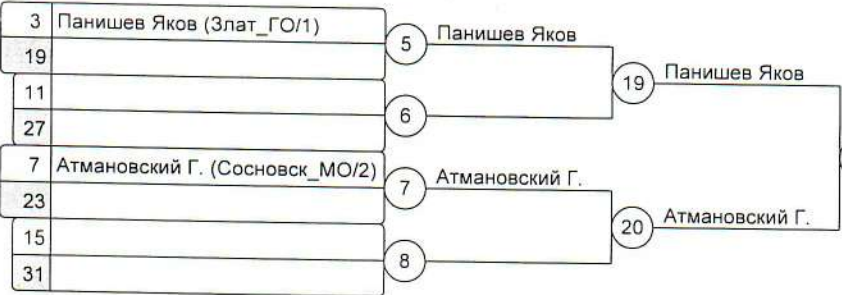 3 Панишев Яков (Злат_ГО/1)
19
5 Панишев Яков
11
27
6
19 Панишев Яков
7 Атмановский Г. (Сосновск_МО/2)
23
7 Атмановский Г.
15
31
8
20 Атмановский Г.